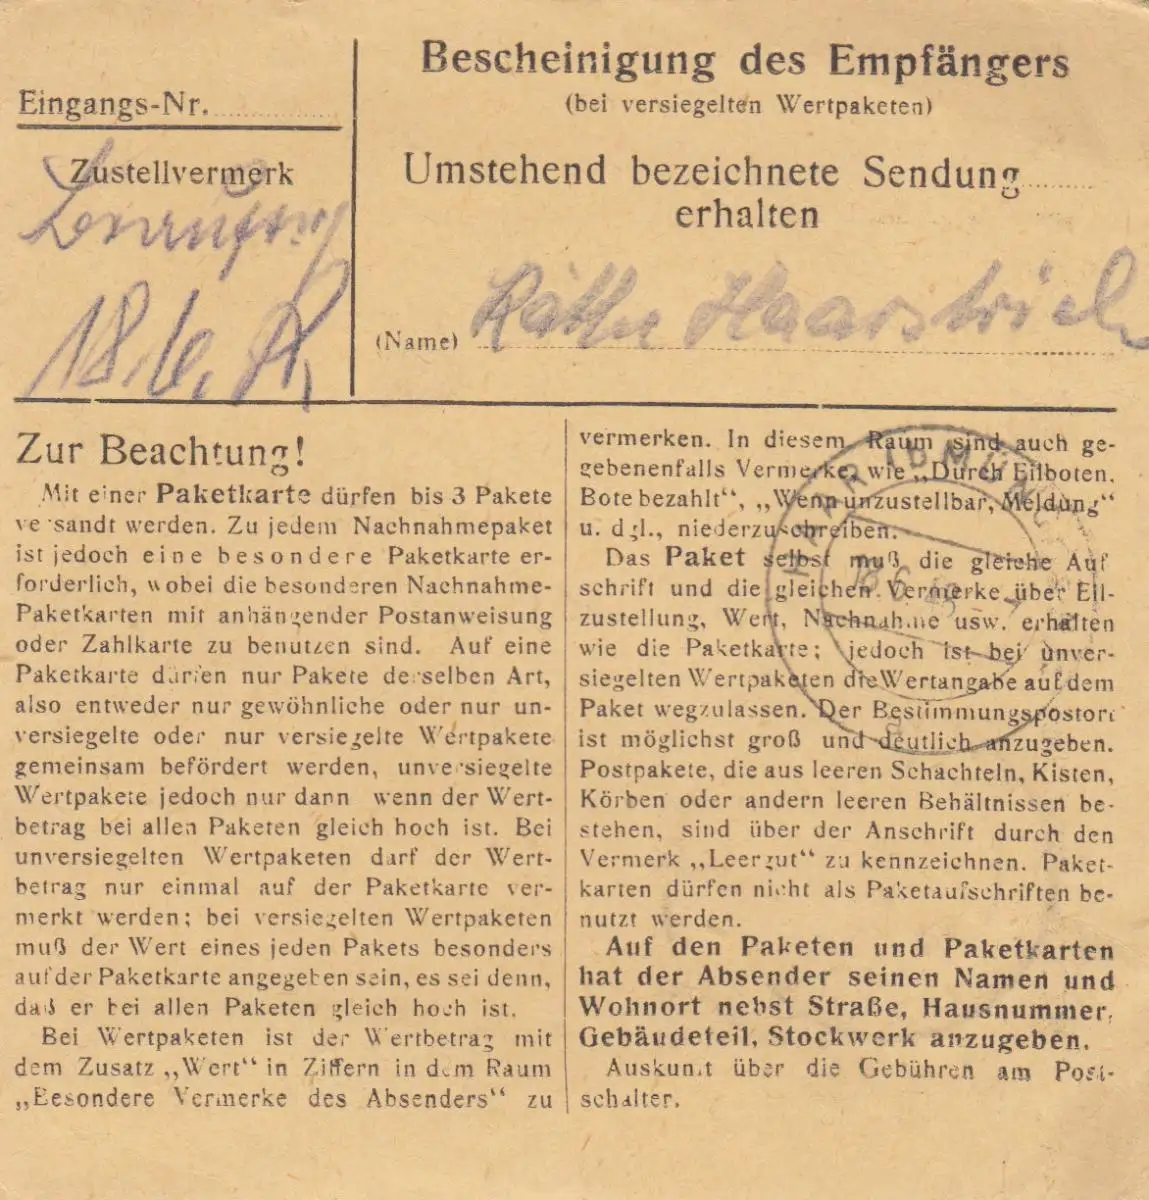 Eingangs-Nr.
Zustellvermerk
18.6.
Bescheinigung des Empfängers
(bei versiegelten Wertpaketen)
Umstehend bezeichnete Sendung
erhalten
(Name) Käthe Haarstrich
Zur Beachtung!
Mit einer Paketkarte dürfen bis 3 Pakete
versandt werden. Zu jedem Nachnahmepaket
ist jedoch eine besondere Paketkarte er-
forderlich, wobei die besonderen Nachnahme-
Paketkarten mit anhängender Postanweisung
oder Zahlkarte zu benutzen sind. Auf eine
Paketkarte dürfen nur Pakete derselben Art,
also entweder nur gewöhnliche oder nur un-
versiegelte oder nur versiegelte Wertpakete
gemeinsam befördert werden, unversiegelte
Wertpakete jedoch nur dann wenn der Wert-
betrag bei allen Paketen gleich hoch ist. Bei
unversiegelten Wertpaketen darf der Wert-
betrag nur einmal auf der Paketkarte ver-
merkt werden; bei versiegelten Wertpaketen
muß der Wert eines jeden Pakets besonders
auf der Paketkarte angegeben sein, es sei denn,
daß er bei allen Paketen gleich hoch ist.
Bei Wertpaketen ist der Wertbetrag mit
dem Zusatz „Wert“ in Ziffern in dem Raum
„Besondere Vermerke des Absenders“ zu
vermerken. In diesem Raum sind auch ge-
gebenenfalls Vermerke, wie „Durch Eilboten.
Bote bezahlt“, „Wenn unzustellbar, Meldung“
u. dgl., niederzuschreiben.
Das Paket selbst muß die gleiche Auf
schrift und die gleichen Vermerke über Eil-
zustellung, Wert, Nachnahme usw. erhalten
wie die Paketkarte; jedoch ist bei unver-
siegelten Wertpaketen die Wertangabe auf dem
Paket wegzulassen. Der Bestimmungspostort
ist möglichst groß und deutlich anzugeben.
Postpakete, die aus leeren Schachteln, Kisten,
Körben oder andern leeren Behältnissen be-
stehen, sind über der Anschrift durch den
Vermerk „Leergut“ zu kennzeichnen. Paket-
karten dürfen nicht als Paketaufschriften be-
nutzt werden.
Auf den Paketen und Paketkarten
hat der Absender seinen Namen und
Wohnort nebst Straße, Hausnummer,
Gebäudeteil, Stockwerk anzugeben.
Auskunft über die Gebühren am Post-
schalter.